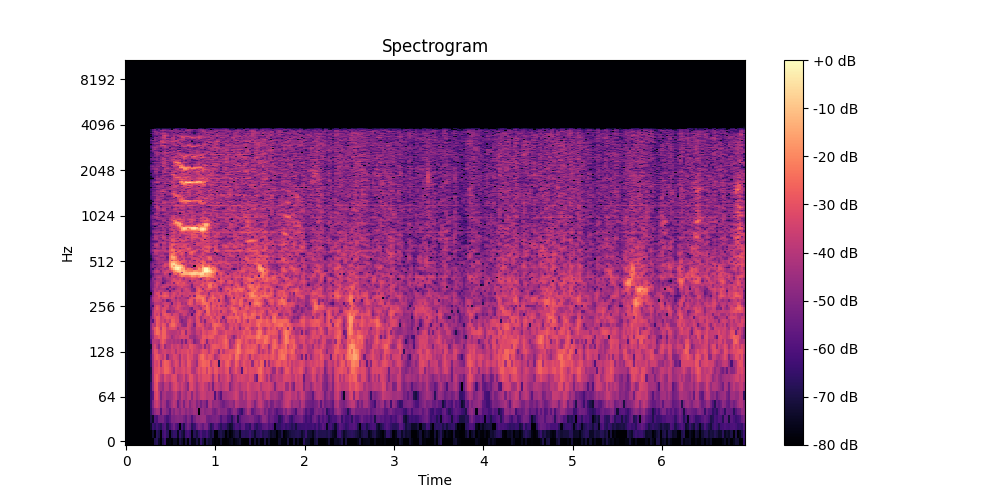 Spectrogram
8192
4096
2048
1024
512
256
128
64
0
Hz
0 1 2 3 4 5 6
Time
+0 dB
-10 dB
-20 dB
-30 dB
-40 dB
-50 dB
-60 dB
-70 dB
-80 dB